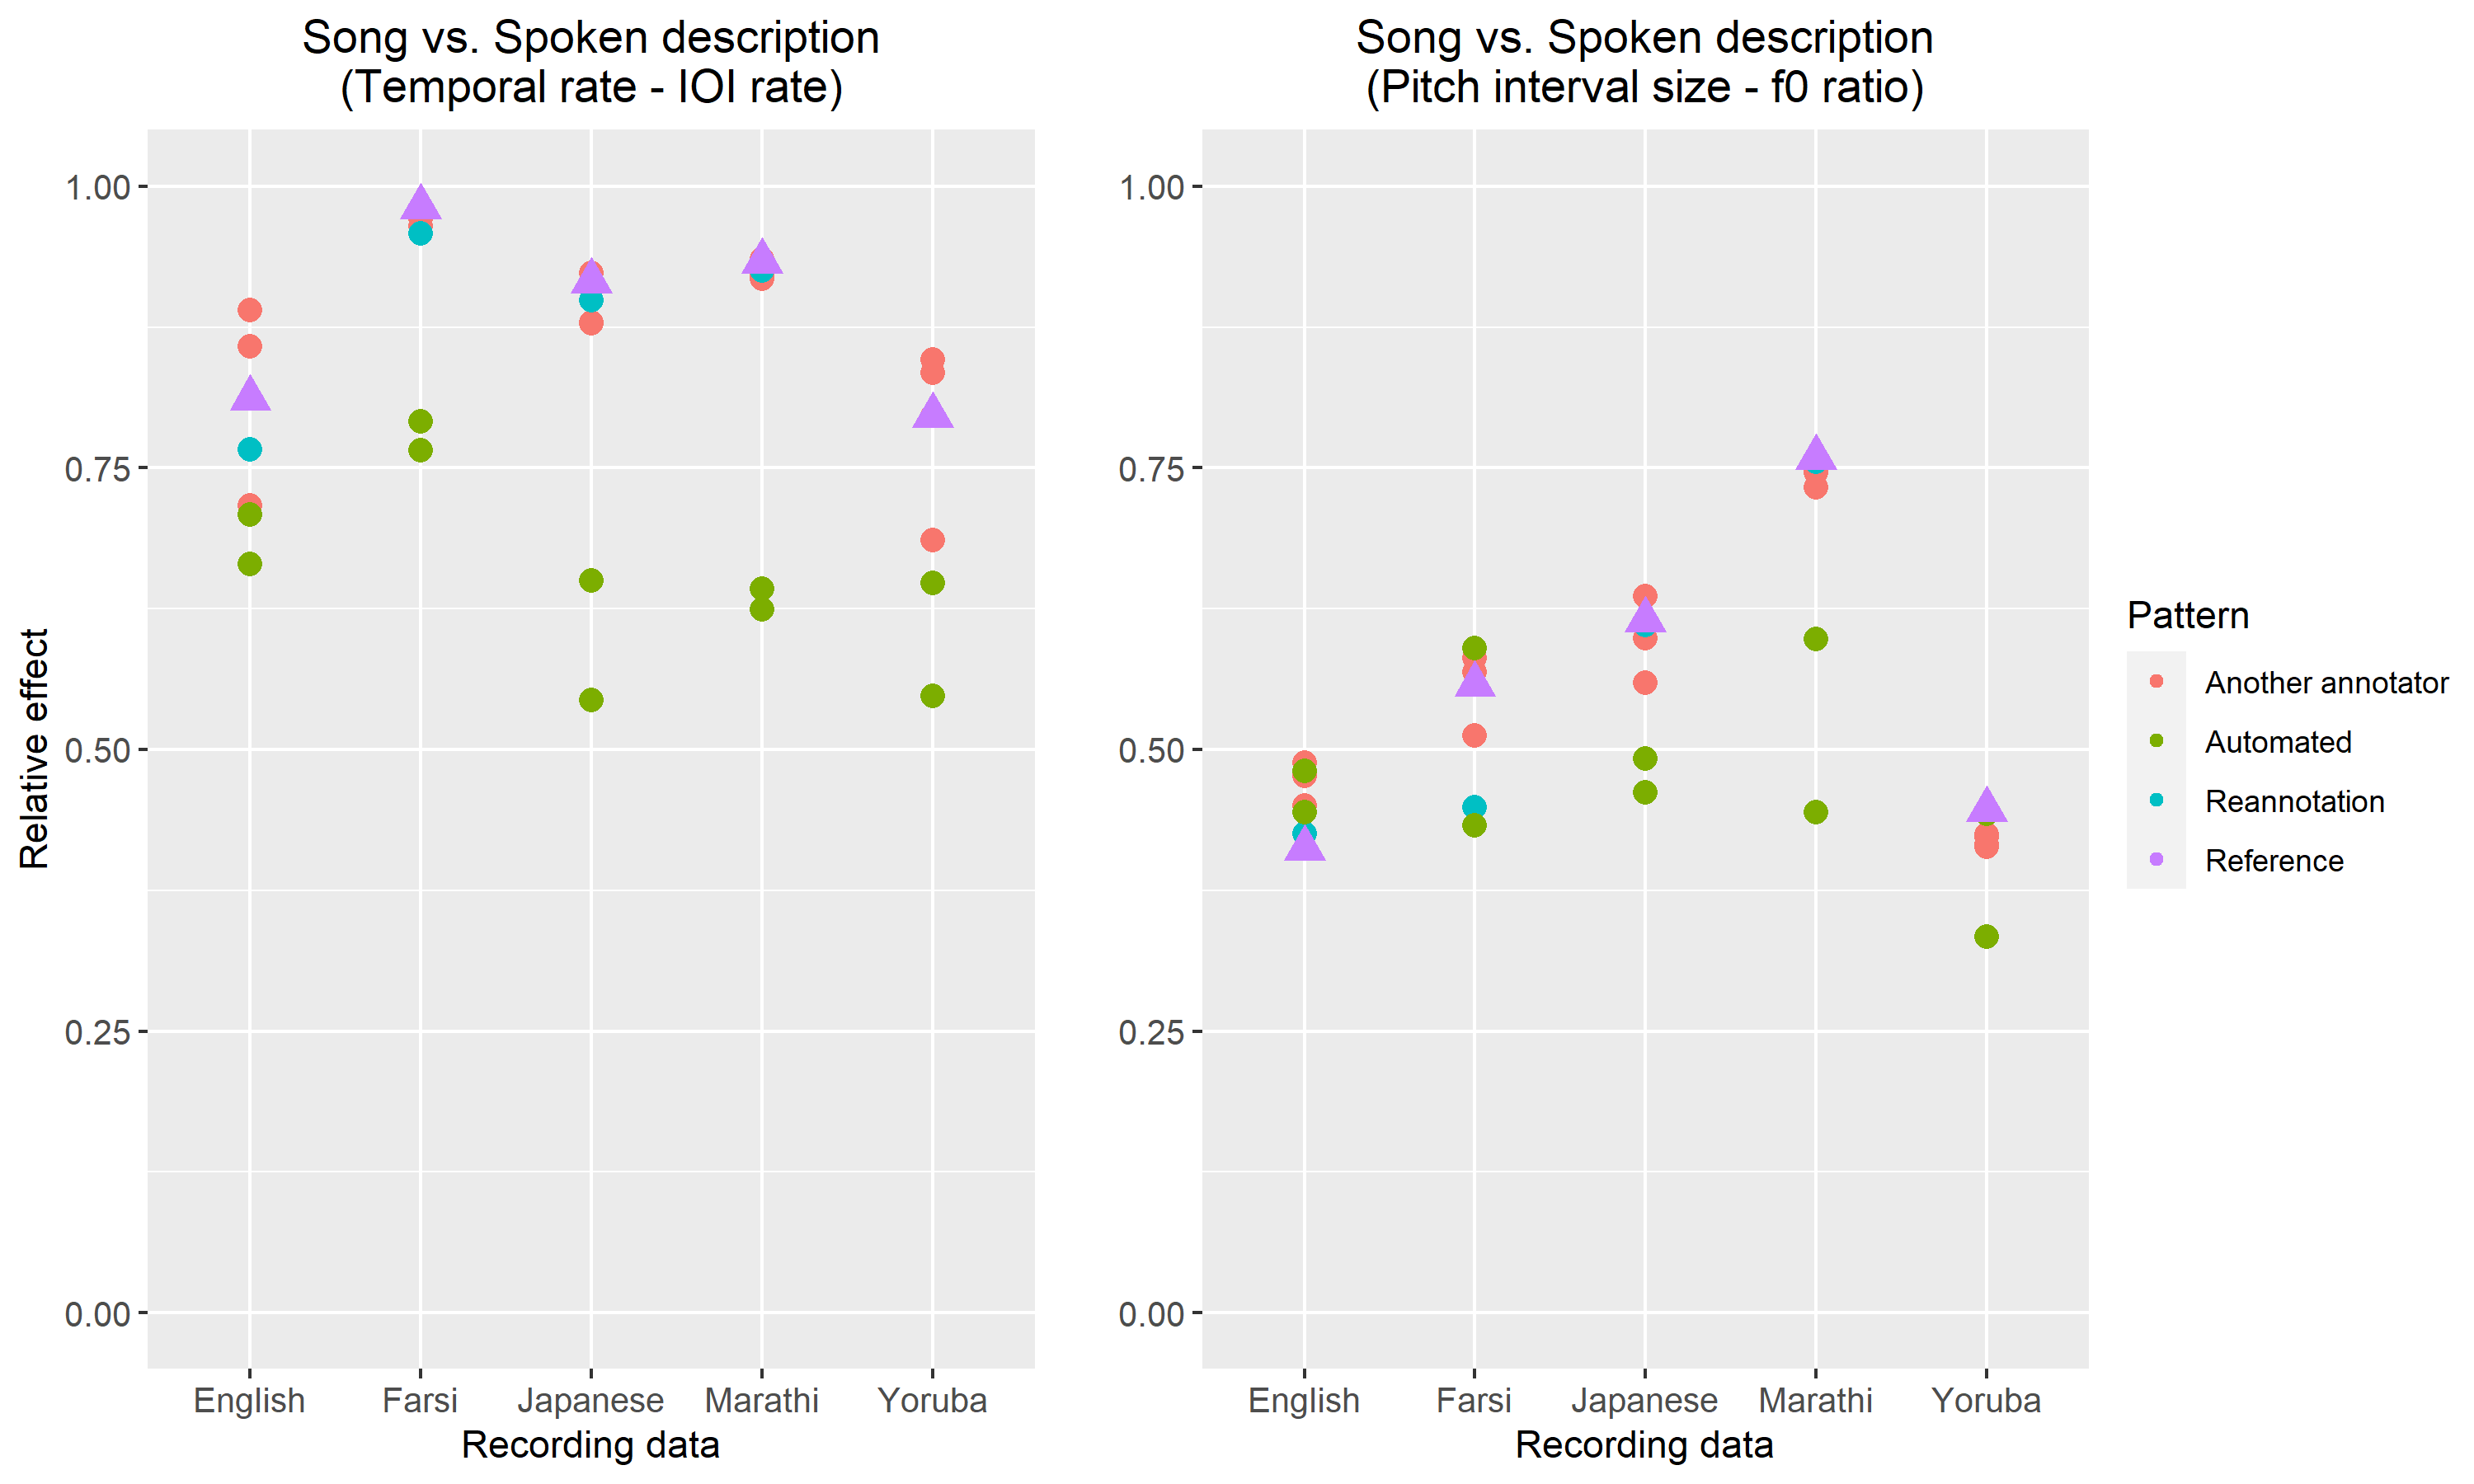 Song vs. Spoken description
(Temporal rate - IOI rate)
Relative effect
1.00
0.75
0.50
0.25
0.00
English Farsi Japanese Marathi Yoruba
Recording data
Song vs. Spoken description
(Pitch interval size - f0 ratio)
1.00
0.75
0.50
0.25
0.00
English Farsi Japanese Marathi Yoruba
Recording data
Pattern
Another annotator
Automated
Reannotation
Reference